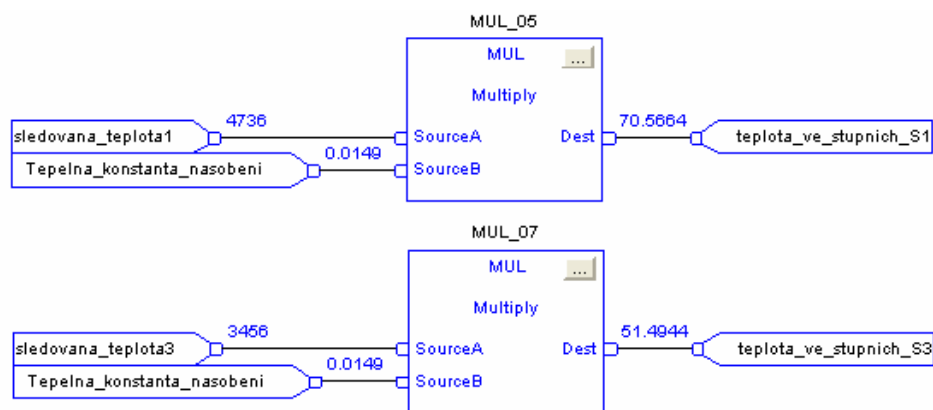 MUL_05
MUL
...
Multiply
4736
70.5664
sledovana_teplota1
SourceA
Dest
teplota_ve_stupnich_S1
0.0149
Tepelna_konstanta_nasobeni
SourceB
MUL_07
MUL
...
Multiply
3456
51.4944
sledovana_teplota3
SourceA
Dest
teplota_ve_stupnich_S3
0.0149
Tepelna_konstanta_nasobeni
SourceB